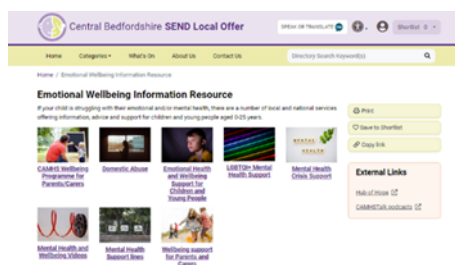 Central Bedfordshire SEND Local Offer
SPEAK OR TRANSLATE
Shortlist 0
Home Categories What's On About Us Contact Us
Directory Search Keyword(s)
Home / Emotional Wellbeing Information Resource
Emotional Wellbeing Information Resource
If your child is struggling with their emotional and/or mental health, there are a number of local and national services
offering information, advice and support for children and young people aged 0-25 years.
Print
Save to Shortlist
Copy link
CAMHS Wellbeing
Programme for
Parents/Carers
Domestic Abuse
Emotional Health
and Wellbeing
Support for
Children and
Young People
LGBTQI+ Mental
Health Support
MENTAL
HEALTH
Mental Health
Crisis Support
External Links
Hub of Hope
CAMHSTalk podcasts
Mental Health and
Wellbeing Videos
Mental Health
Support lines
Wellbeing support
for Parents and
Carers